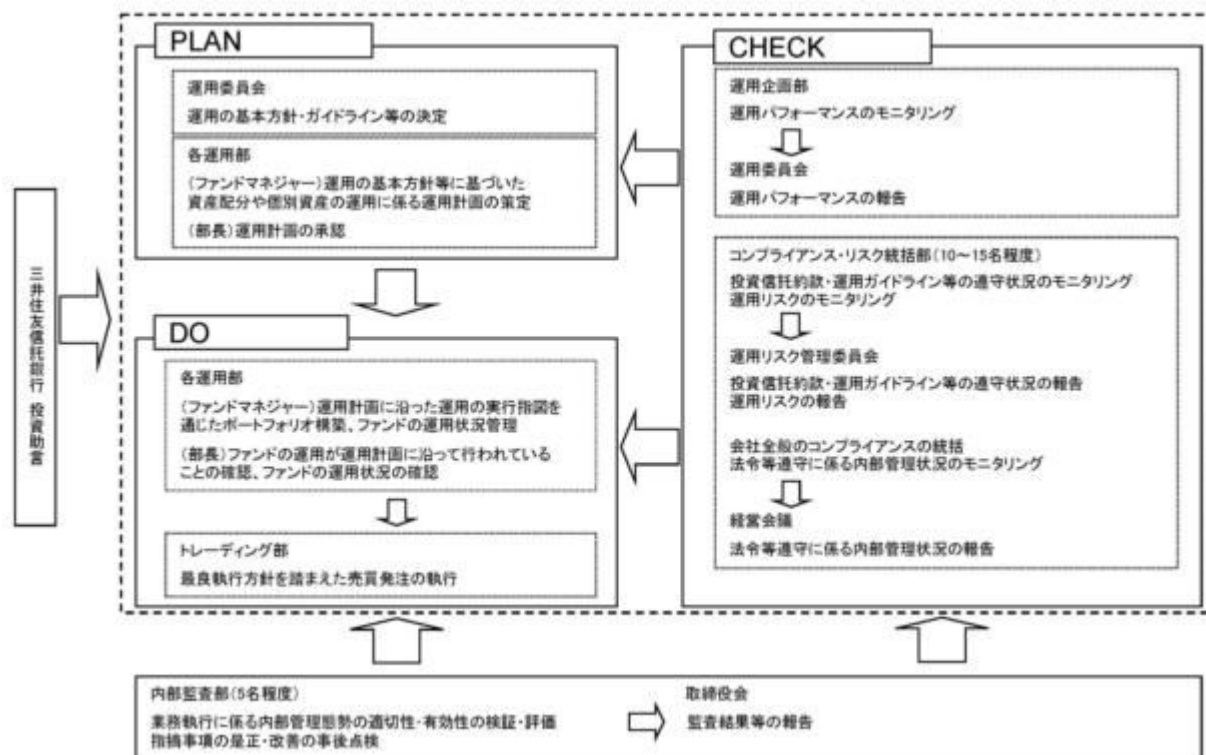 三井住友信託銀行 投資助言
PLAN
運用委員会
運用の基本方針・ガイドライン等の決定
各運用部
(ファンドマネジャー)運用の基本方針等に基づいた
資産配分や個別資産の運用に係る運用計画の策定
(部長)運用計画の承認
DO
各運用部
(ファンドマネジャー)運用計画に沿った運用の実行指図を
通じたポートフォリオ構築、ファンドの運用状況管理
(部長)ファンドの運用が運用計画に沿って行われている
ことの確認、ファンドの運用状況の確認
トレーディング部
最良執行方針を踏まえた売買発注の執行
CHECK
運用企画部
運用パフォーマンスのモニタリング
運用委員会
運用パフォーマンスの報告
コンプライアンス・リスク統括部(10~15名程度)
投資信託約款・運用ガイドライン等の遵守状況のモニタリング
運用リスクのモニタリング
運用リスク管理委員会
投資信託約款・運用ガイドライン等の遵守状況の報告
運用リスクの報告
会社全般のコンプライアンスの統括
法令等遵守に係る内部管理状況のモニタリング
経営会議
法令等遵守に係る内部管理状況の報告
内部監査部(5名程度)
業務執行に係る内部管理態勢の適切性・有効性の検証・評価
指摘事項の是正・改善の事後点検
取締役会
監査結果等の報告